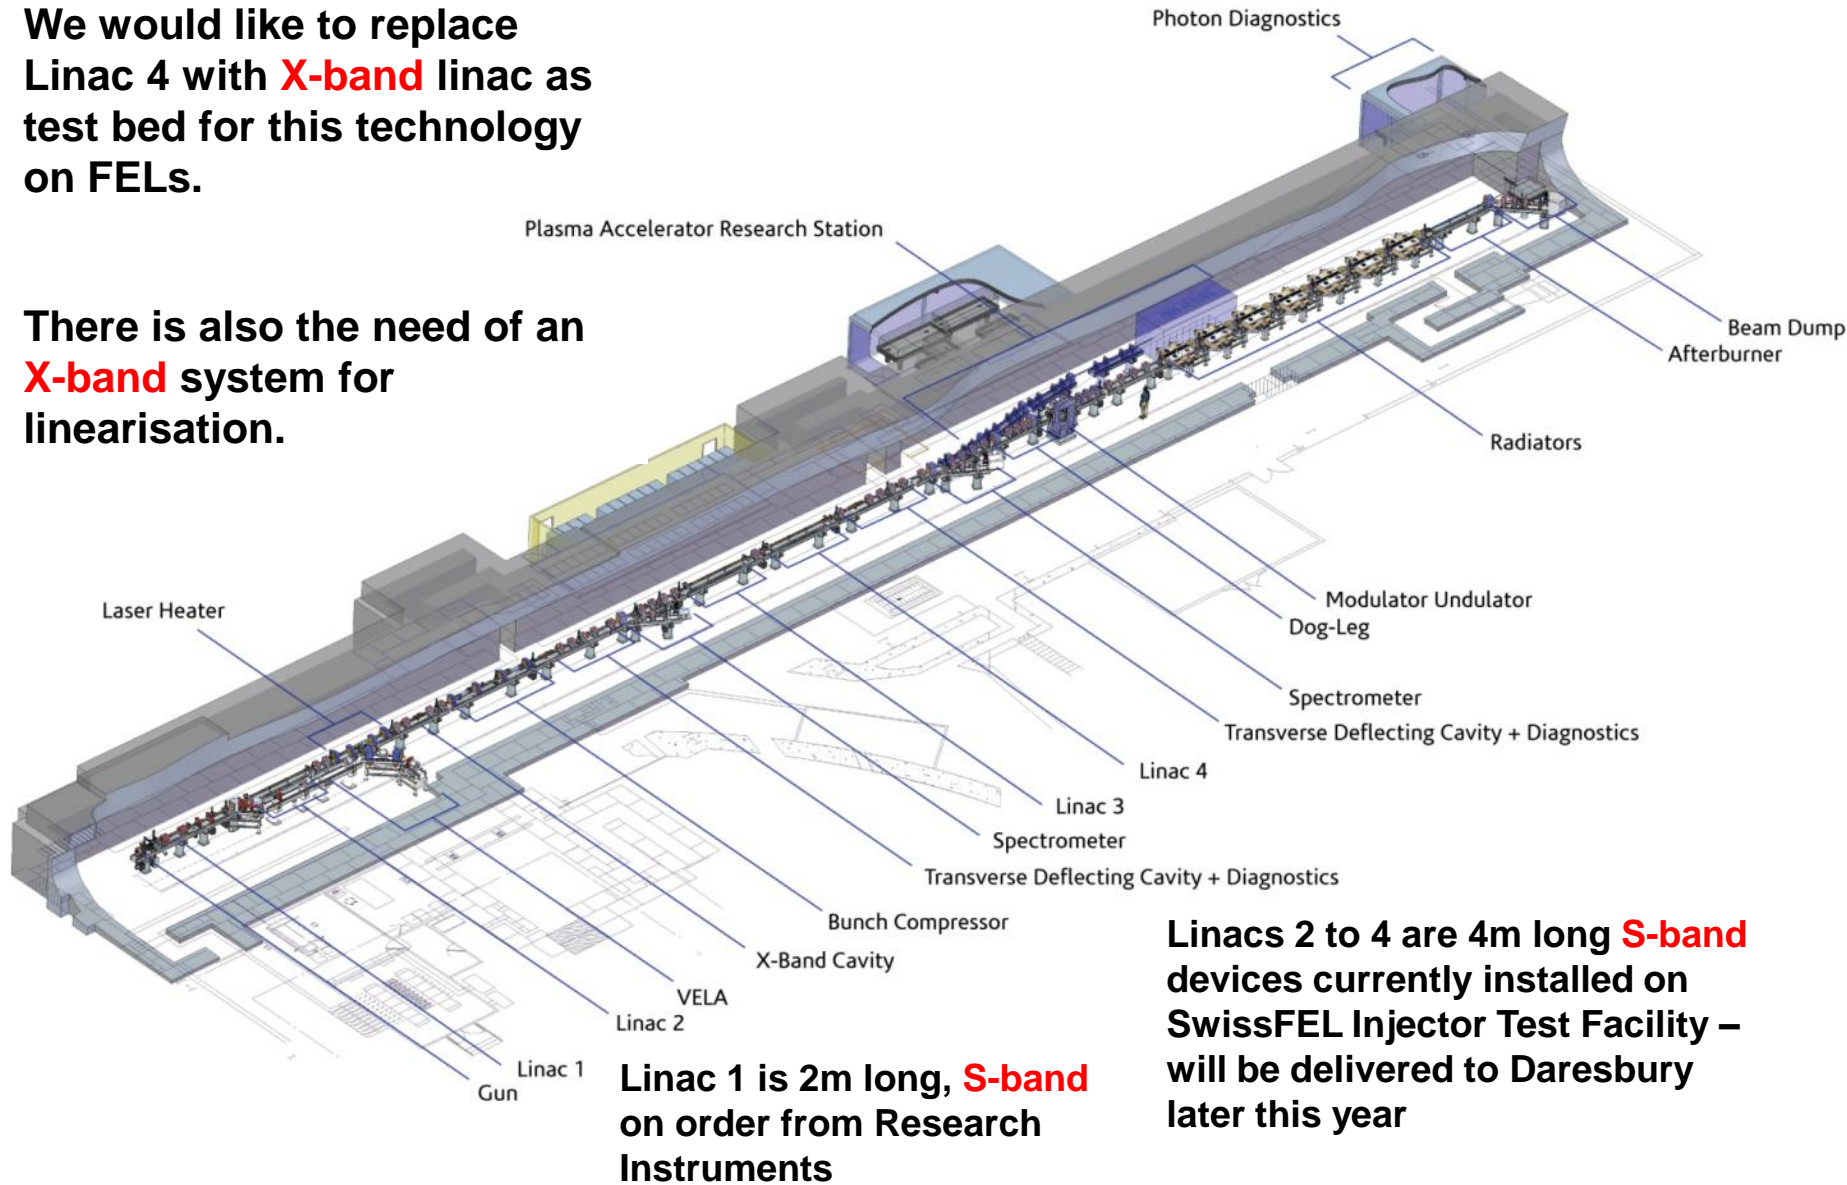 We would like to replace
Linac 4 with X-band linac as
test bed for this technology
on FELs.
There is also the need of an
X-band system for
linearisation.
Photon Diagnostics
Plasma Accelerator Research Station
Beam Dump
Afterburner
Radiators
Modulator Undulator
Dog-Leg
Laser Heater
Spectrometer
Transverse Deflecting Cavity + Diagnostics
Linac 4
Linac 3
Spectrometer
Transverse Deflecting Cavity + Diagnostics
Bunch Compressor
X-Band Cavity
VELA
Linac 2
Linac 1
Gun
Linac 1 is 2m long, S-band
on order from Research
Instruments
Linacs 2 to 4 are 4m long S-band
devices currently installed on
SwissFEL Injector Test Facility –
will be delivered to Daresbury
later this year